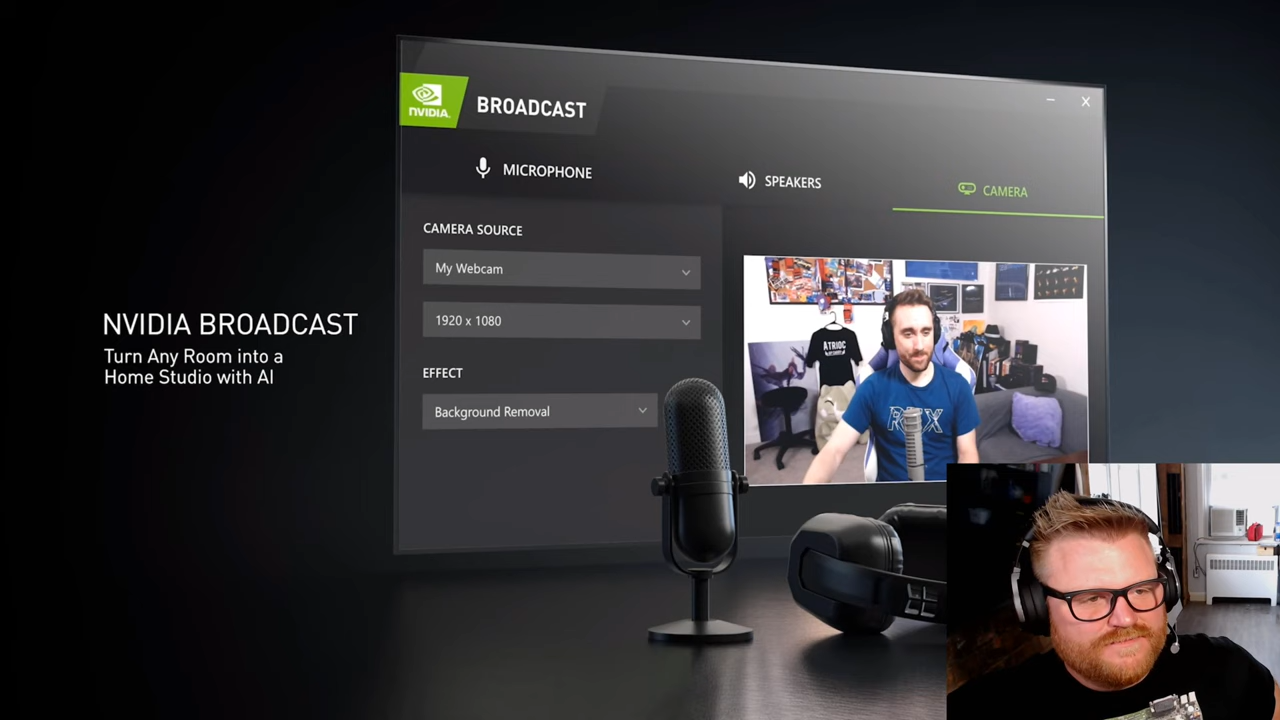 NVIDIA
BROADCAST
MICROPHONE
SPEAKERS
CAMERA
CAMERA SOURCE
My Webcam
1920 x 1080
EFFECT
Background Removal
NVIDIA BROADCAST
Turn Any Room into a
Home Studio with AI
ATRIOC
RTX